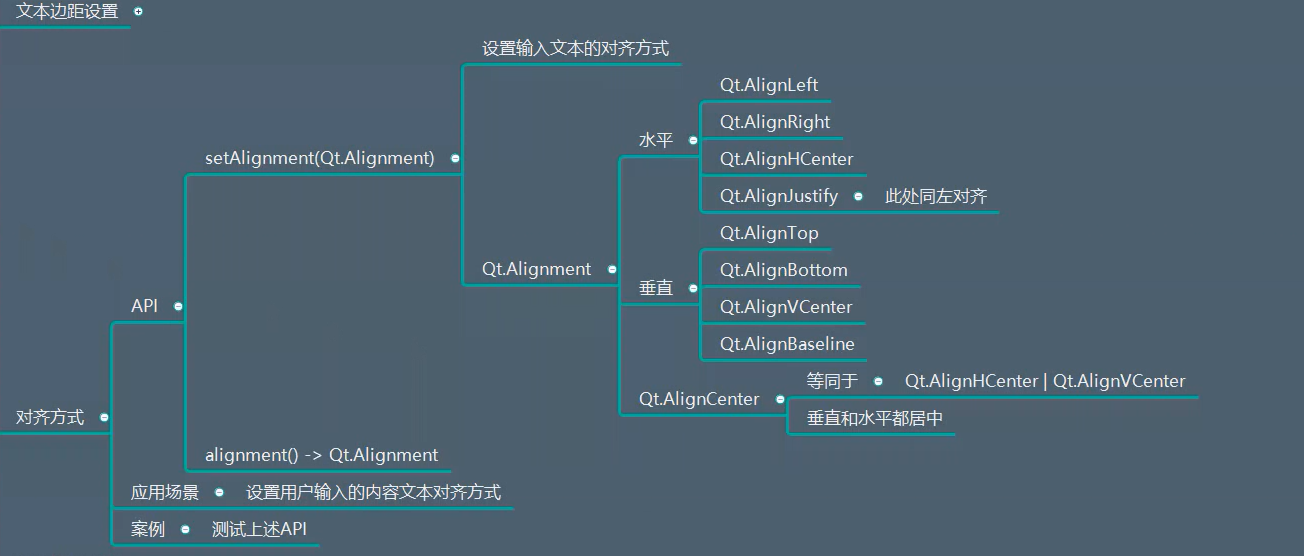 文本边距设置
设置输入文本的对齐方式
Qt.AlignLeft
Qt.AlignRight
水平
Qt.AlignHCenter
setAlignment(Qt.Alignment)
Qt.AlignJustify
此处同左对齐
Qt.AlignTop
Qt.Alignment
Qt.AlignBottom
垂直
API
Qt.AlignVCenter
Qt.AlignBaseline
等同于
Qt.AlignHCenter | Qt.AlignVCenter
Qt.AlignCenter
对齐方式
垂直和水平都居中
alignment() -> Qt.Alignment
应用场景
设置用户输入的内容文本对齐方式
案例
测试上述API